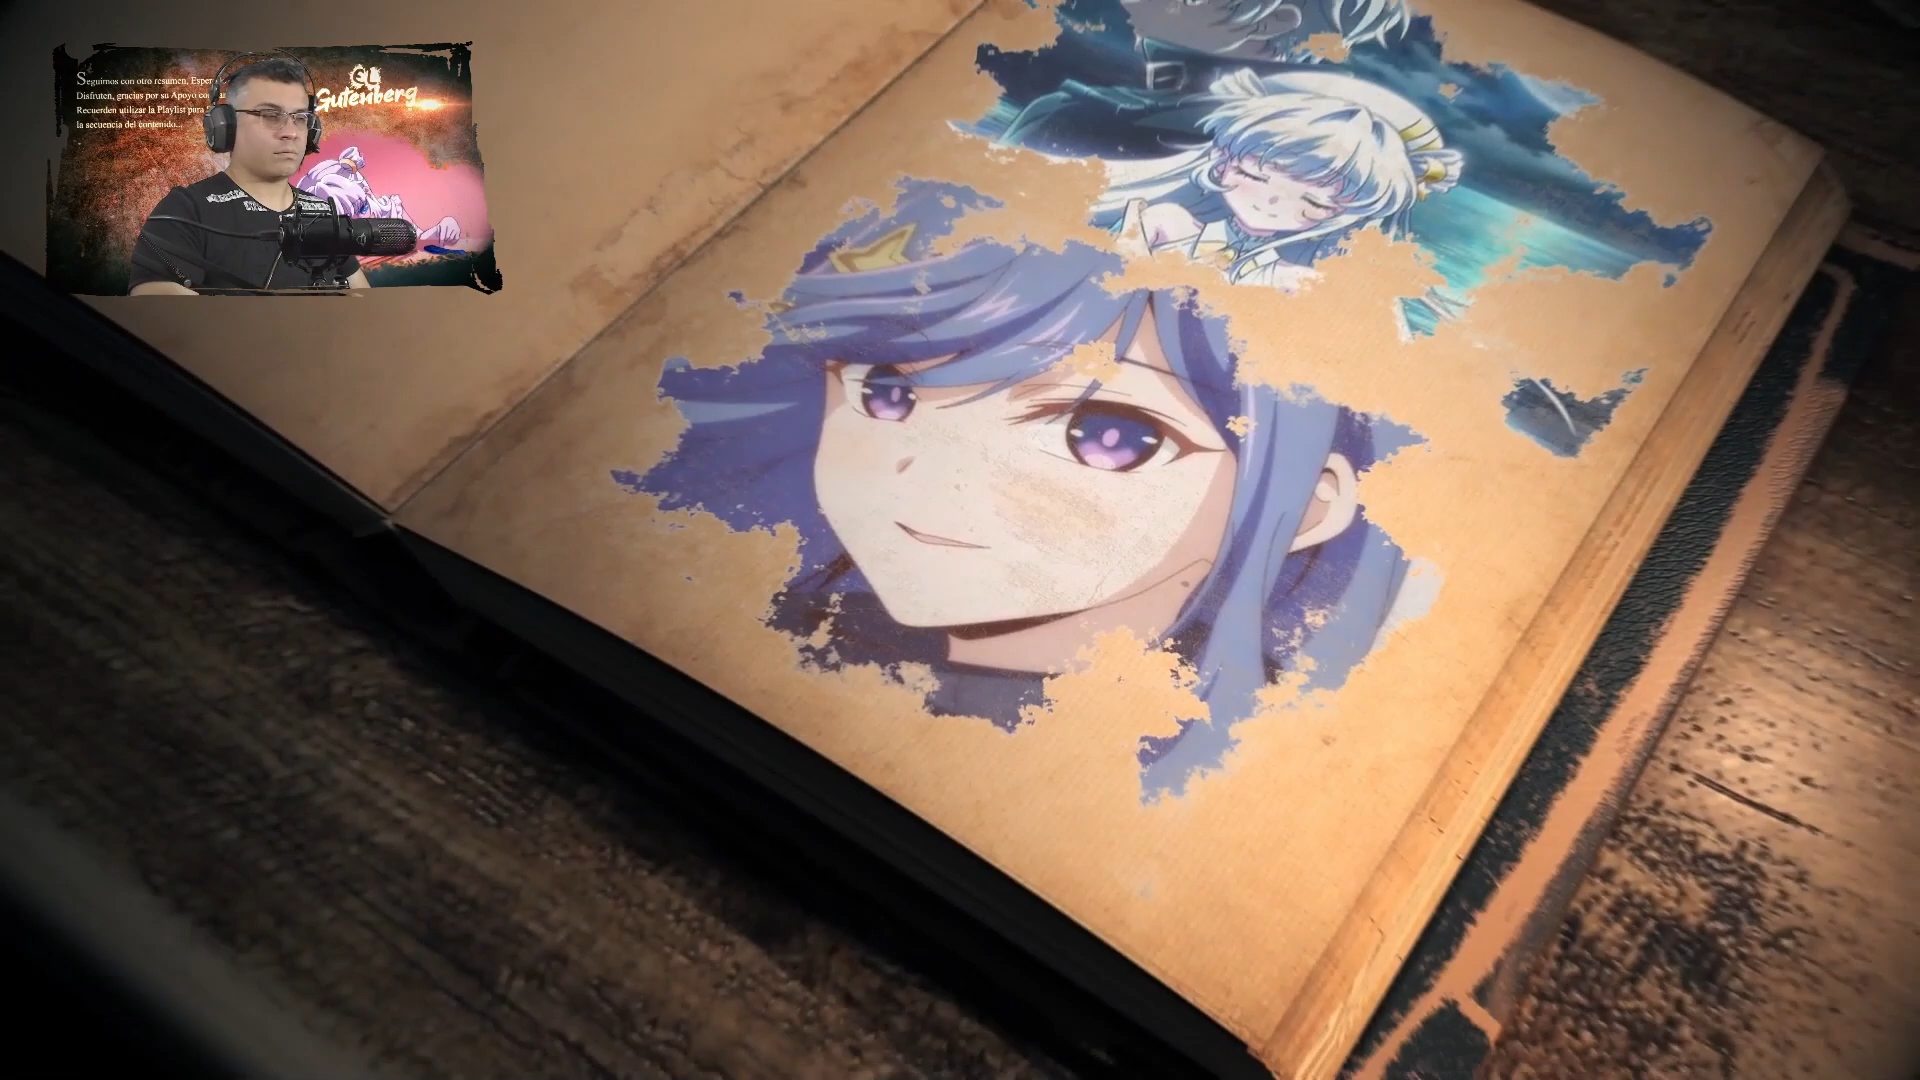 Seguimos con otro resumen, Esper
Disfruten, gracias por su Apoyo
Recuerden utilizar la Playlist para
la secuencia del contenido...
EL
Gutenberg